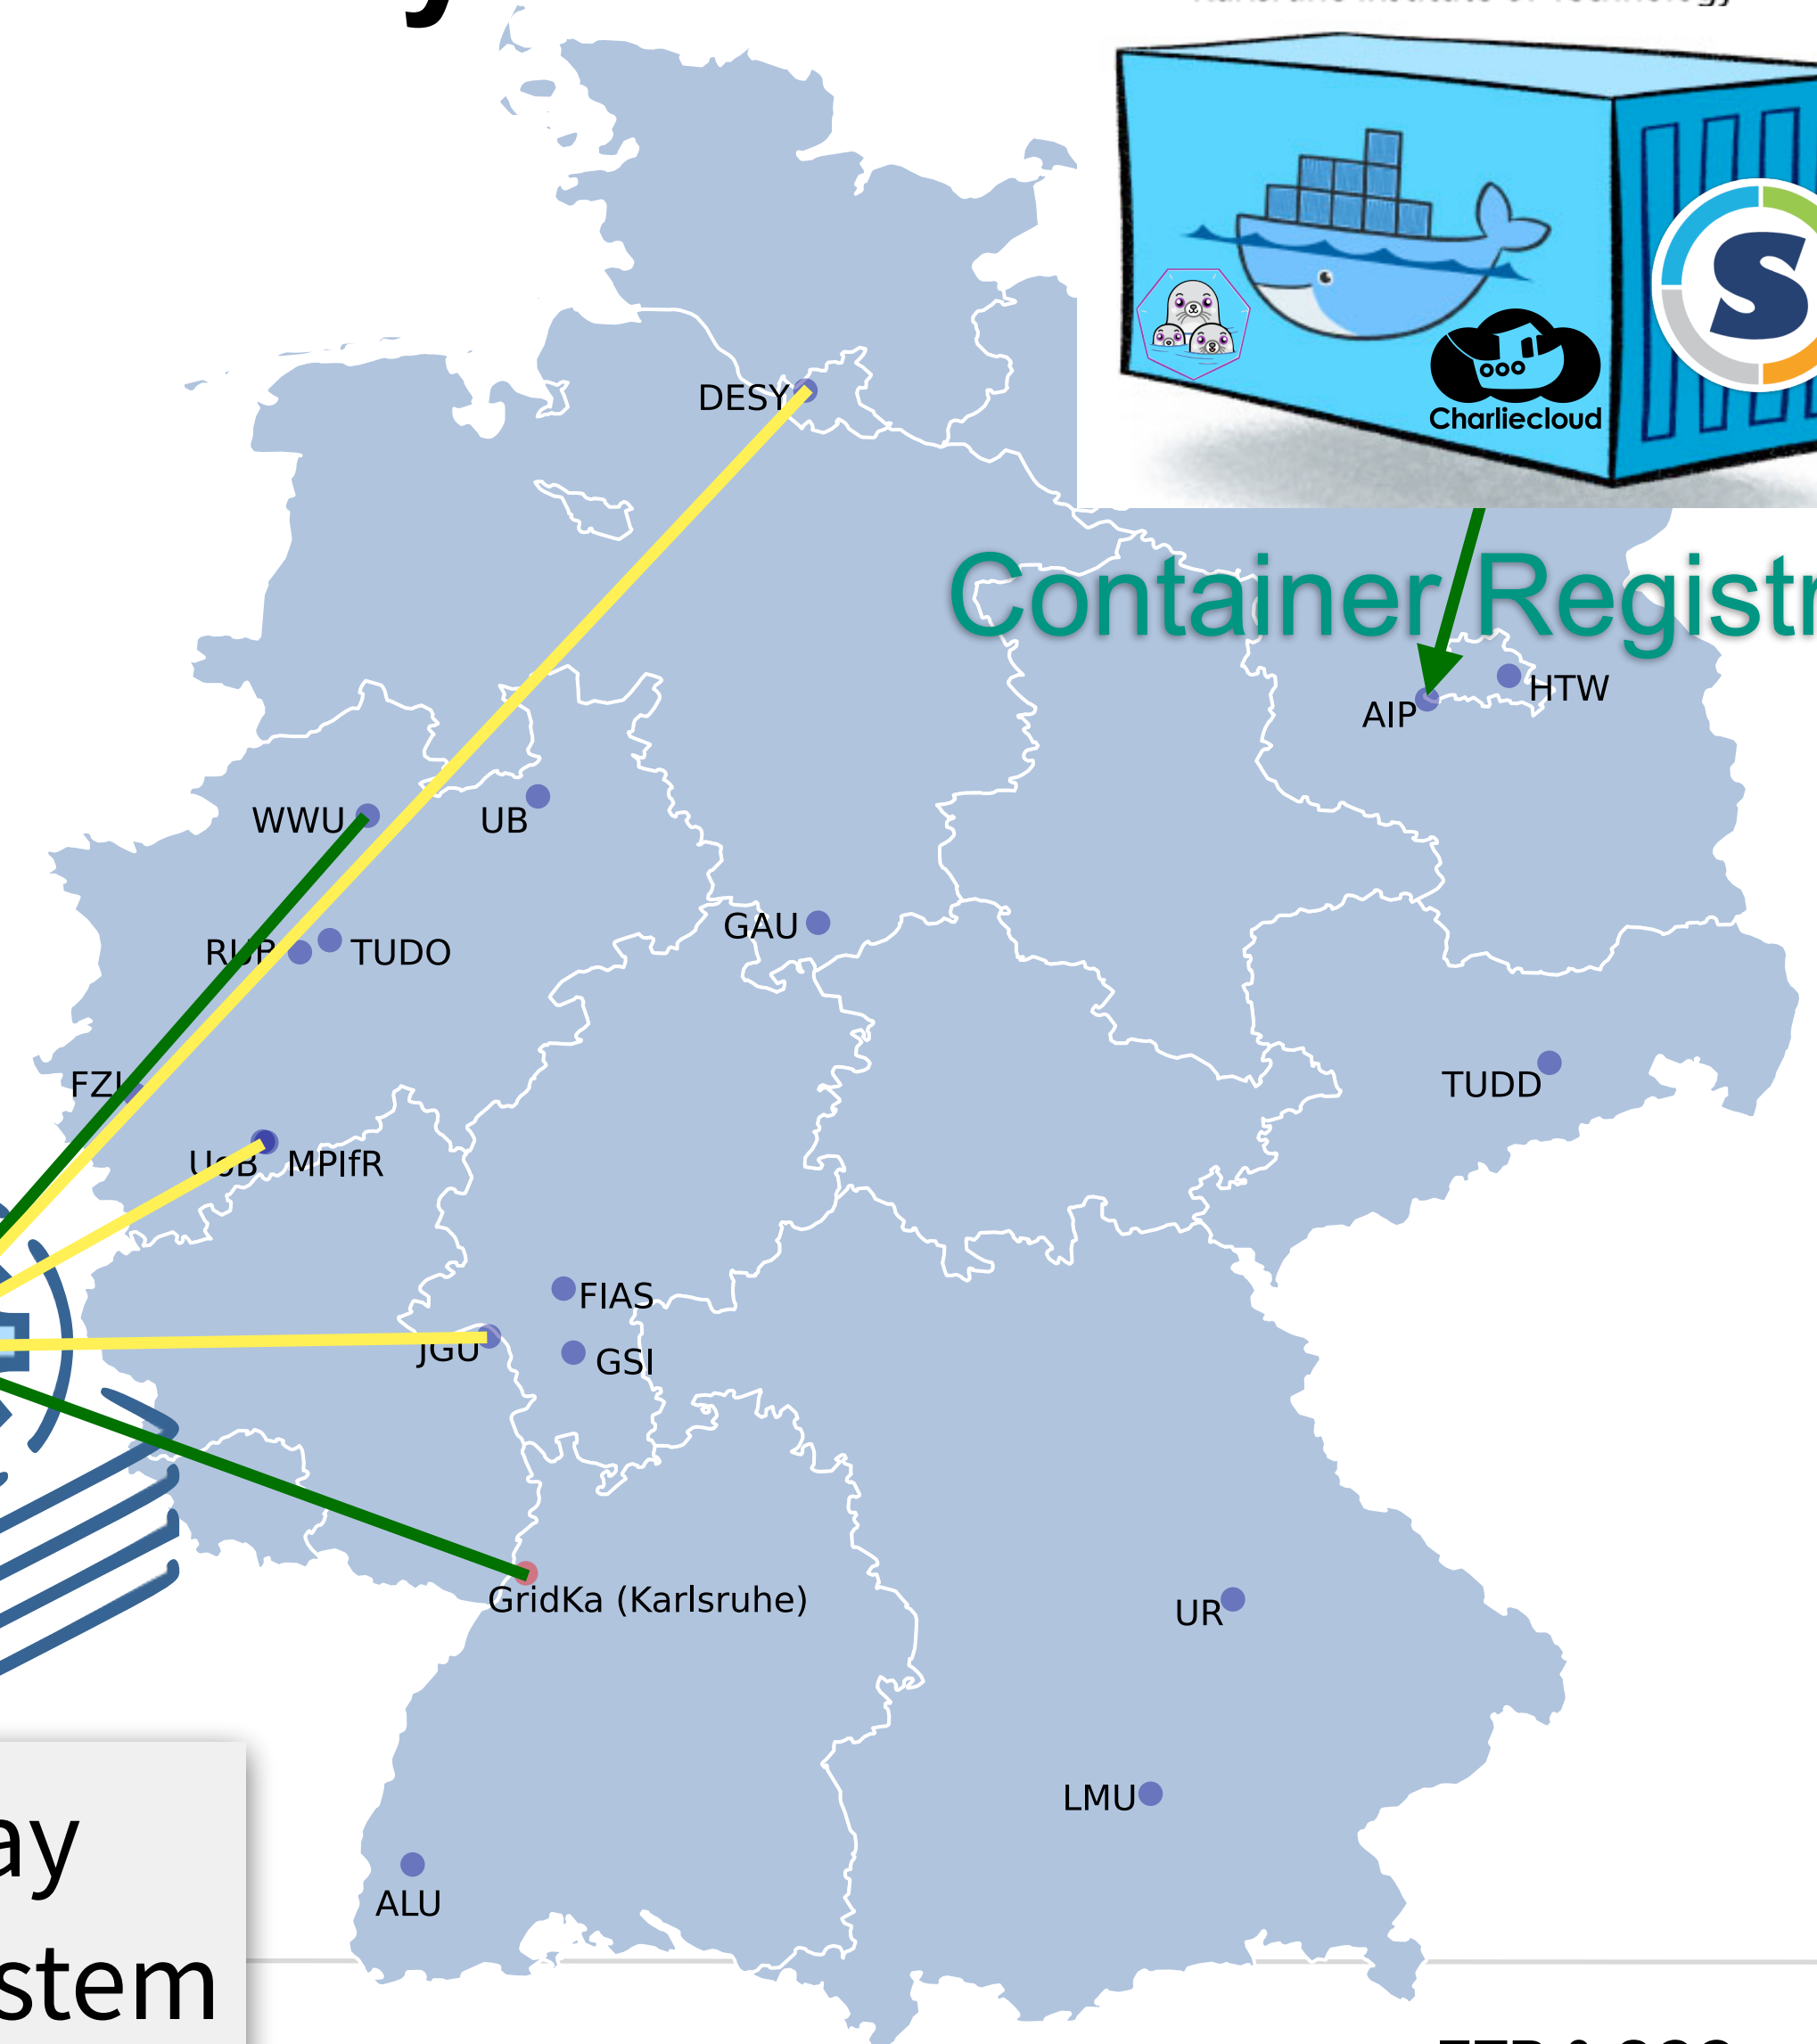 Charliecloud
S
DESY
Container Registr
HTW
AIP
WWU
UB
GAU
TUDO
TUDD
MPIfR
FIAS
JGU
GSI
GridKa (Karlsruhe)
UR
LMU
ay
ALU
stem